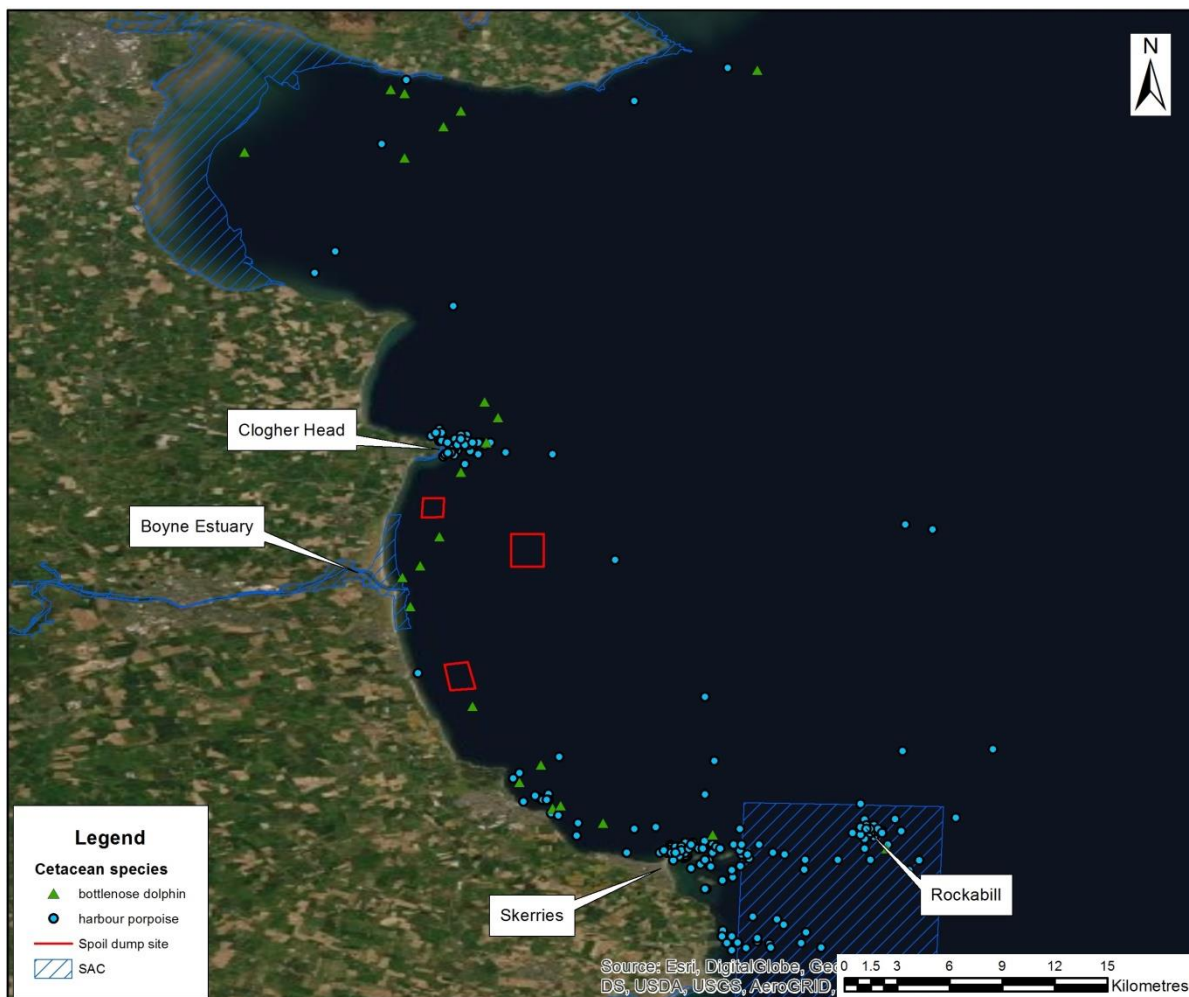 N
Clogher Head
Boyne Estuary
Rockabill
Skerries
Legend
Cetacean species
bottlenose dolphin
harbour porpoise
Spoil dump site
SAC
Source: Esri, DigitalGlobe, Geo
DS, USDA, USGS, AeroGRID,
0 1.5 3 6 9 12 15
Kilometres